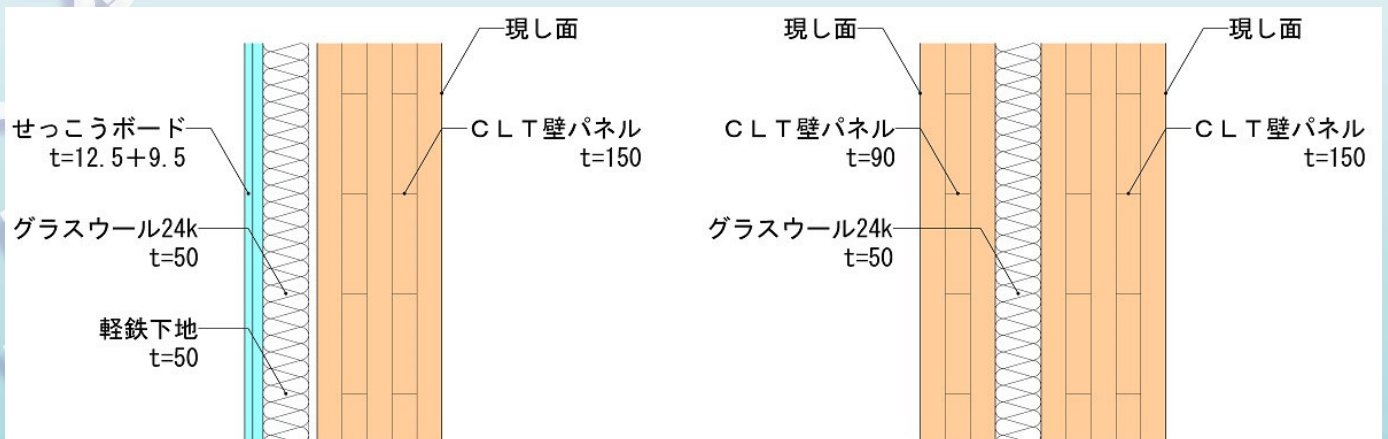 現し面
せっこうボード
t=12.5+9.5
ＣＬＴ壁パネル
t=150
グラスウール24k
t=50
軽鉄下地
t=50
現し面
現し面
ＣＬＴ壁パネル
t=90
ＣＬＴ壁パネル
t=150
グラスウール24k
t=50